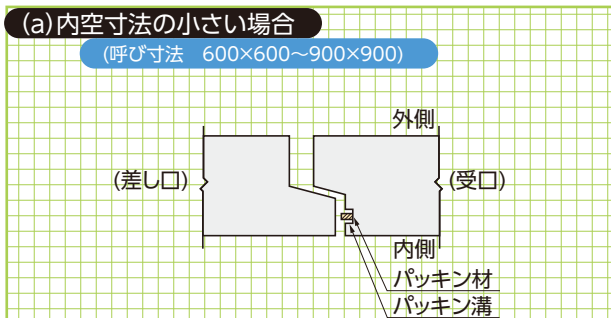 (a)内空寸法の小さい場合
(呼び寸法 600×600～900×900)
外側
(差し口)
(受口)
内側
パッキン材
パッキン溝